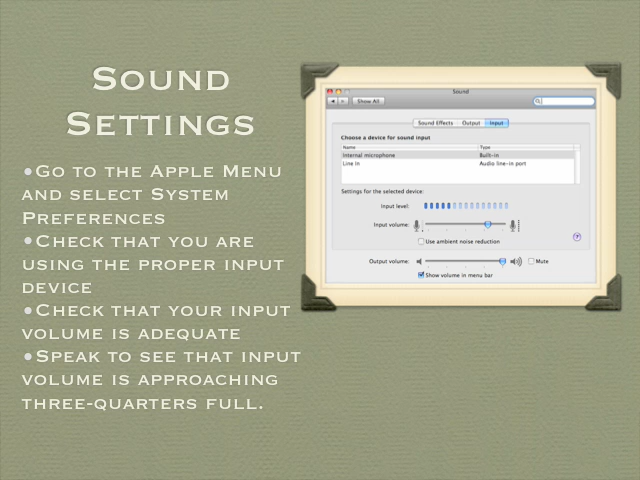 Sound
Settings
•Go to the Apple Menu
and select System
Preferences
•Check that you are
using the proper input
device
•Check that your input
volume is adequate
•Speak to see that input
volume is approaching
three-quarters full.
Sound
Show All
Sound Effects Output Input
Choose a device for sound input
Name Type
Internal microphone Built-in
Line In Audio line-in port
Settings for the selected device:
Input level:
Input volume:
Use ambient noise reduction
?
Output volume: Mute
Show volume in menu bar